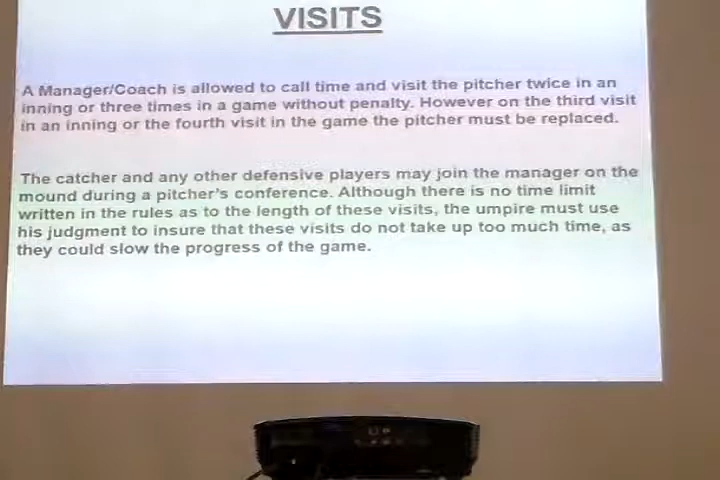 VISITS
A Manager/Coach is allowed to call time and visit the pitcher twice in an
inning or three times in a game without penalty. However on the third visit
in an inning or the fourth visit in the game the pitcher must be replaced.
The catcher and any other defensive players may join the manager on the
mound during a pitcher's conference. Although there is no time limit
written in the rules as to the length of these visits, the umpire must use
his judgment to insure that these visits do not take up too much time, as
they could slow the progress of the game.